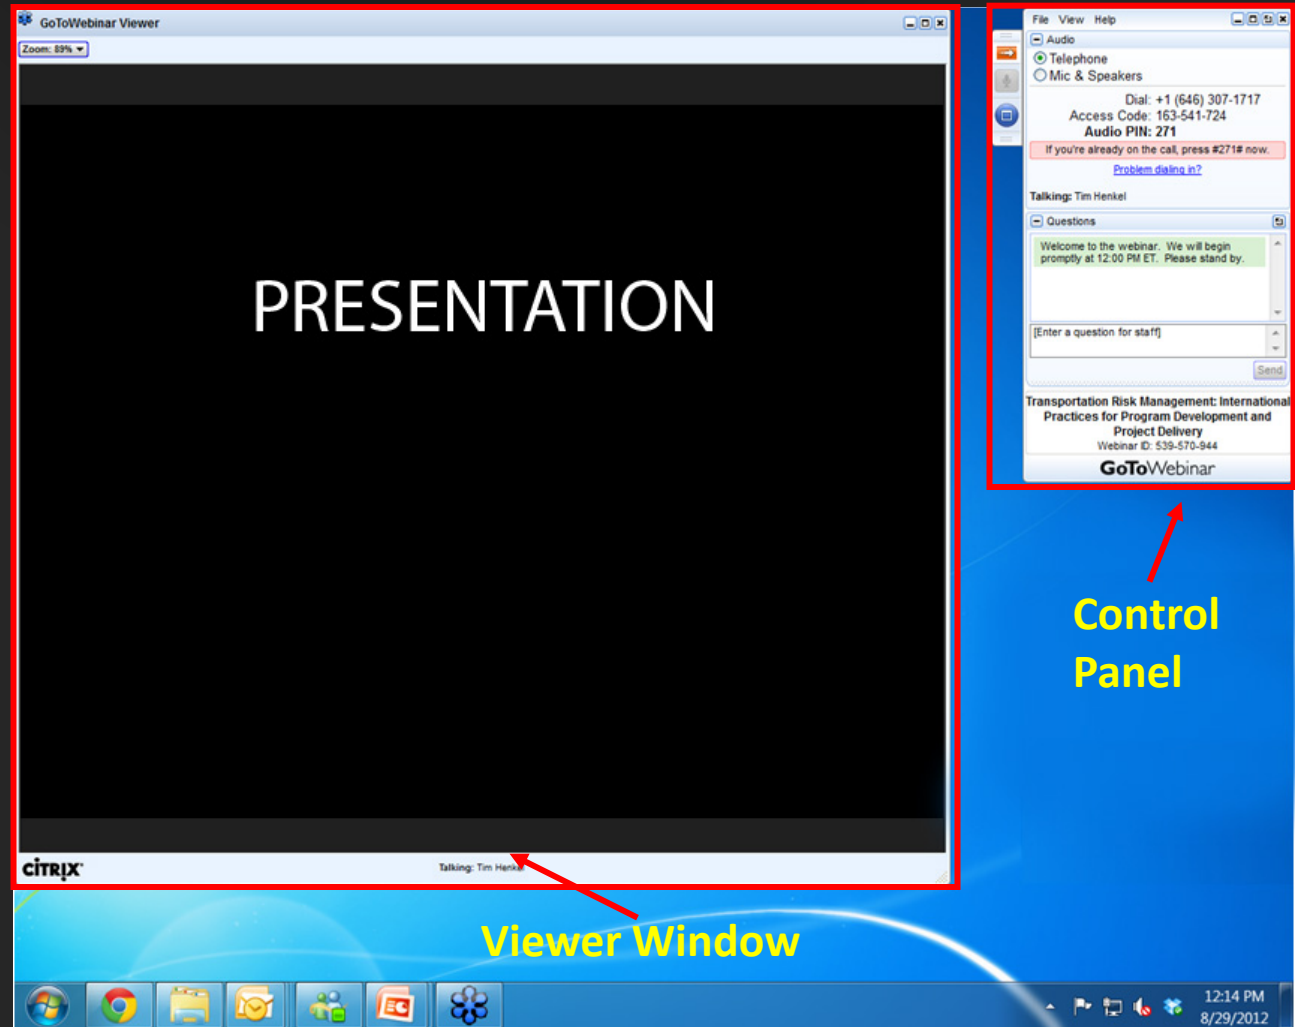 GoToWebinar Viewer
Zoom: 89%
PRESENTATION
CİTRIX
Talking: Tim Henkel
Viewer Window
File View Help
Audio
Telephone
Mic & Speakers
Dial: +1 (646) 307-1717
Access Code: 163-541-724
Audio PIN: 271
If you're already on the call, press #271# now.
Problem dialing in?
Talking: Tim Henkel
Questions
Welcome to the webinar. We will begin
promptly at 12:00 PM ET. Please stand by.
[Enter a question for staff]
Send
Transportation Risk Management: International
Practices for Program Development and
Project Delivery
Webinar ID: 539-570-944
GoToWebinar
Control
Panel
12:14 PM
8/29/2012